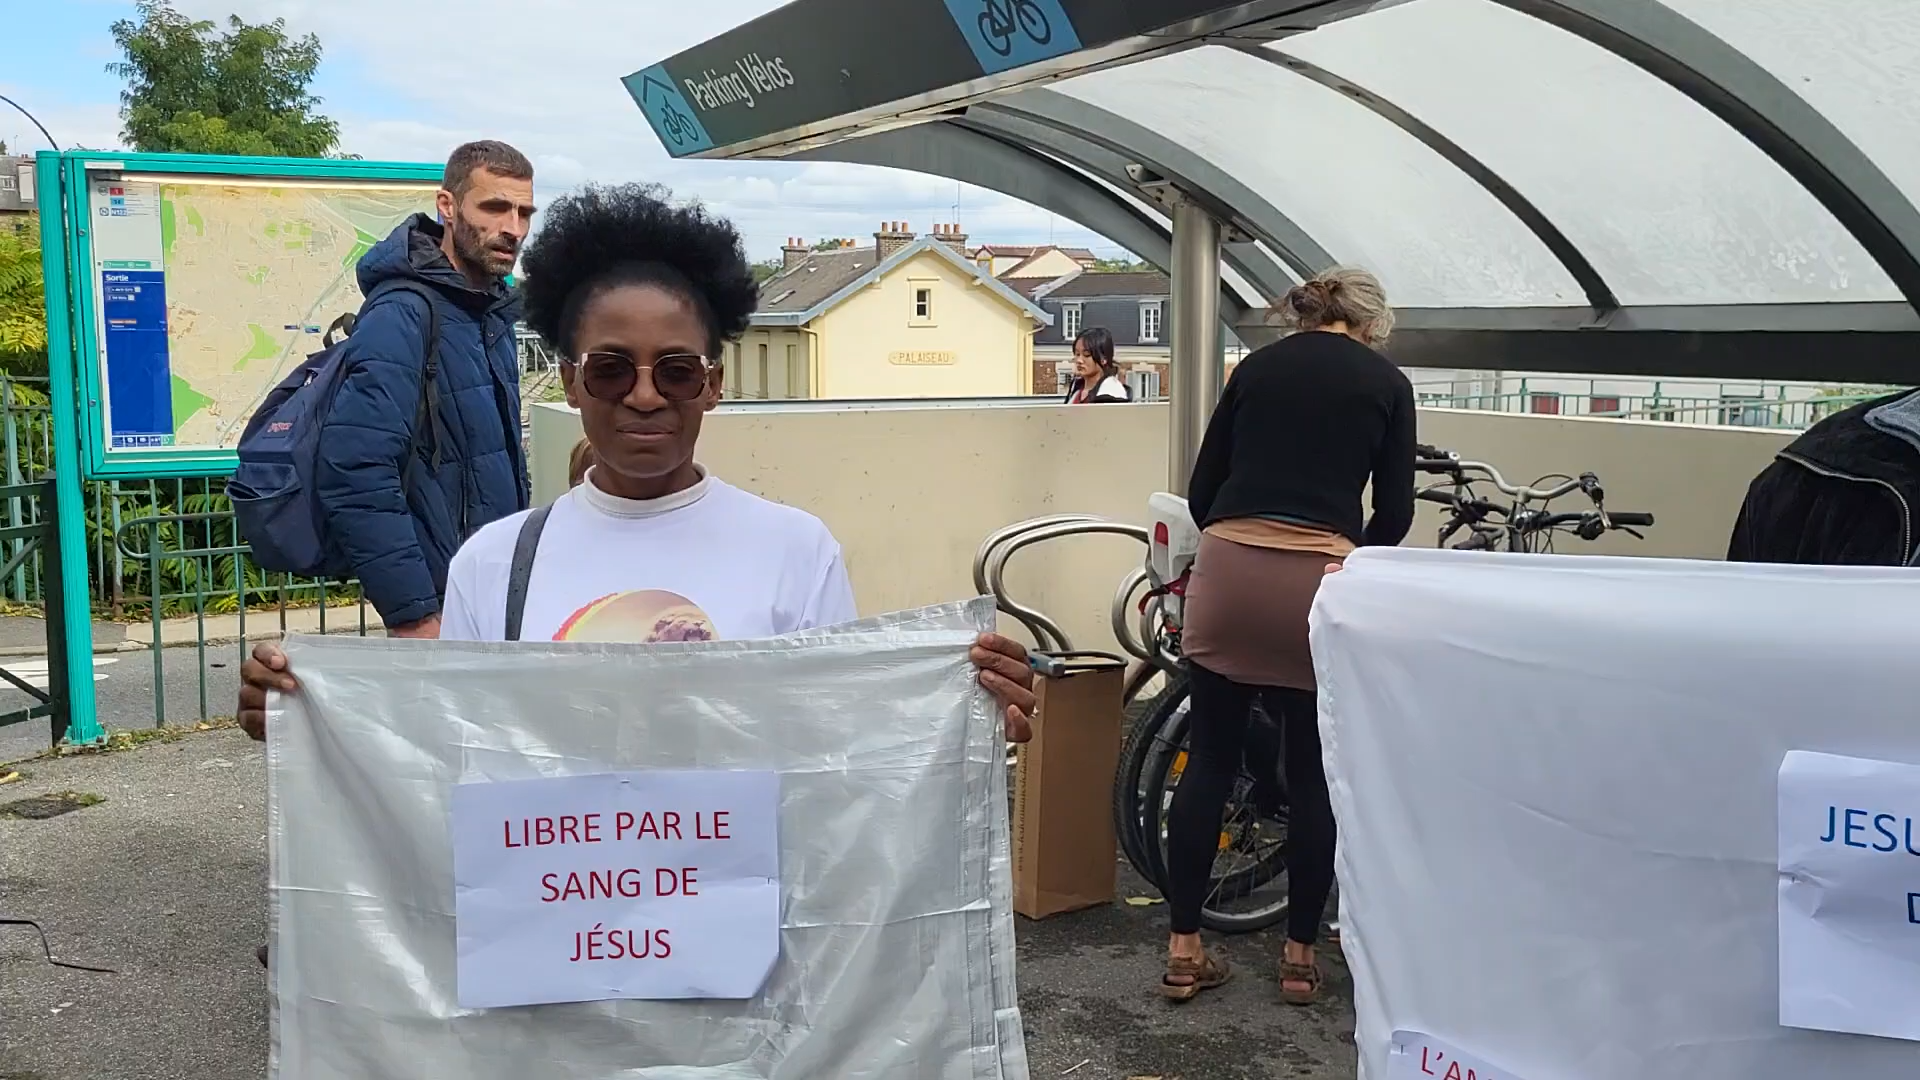 Parking Vélos
Sortie
PALAISEAU
LIBRE PAR LE
SANG DE
JÉSUS
JESU
D
L'AM